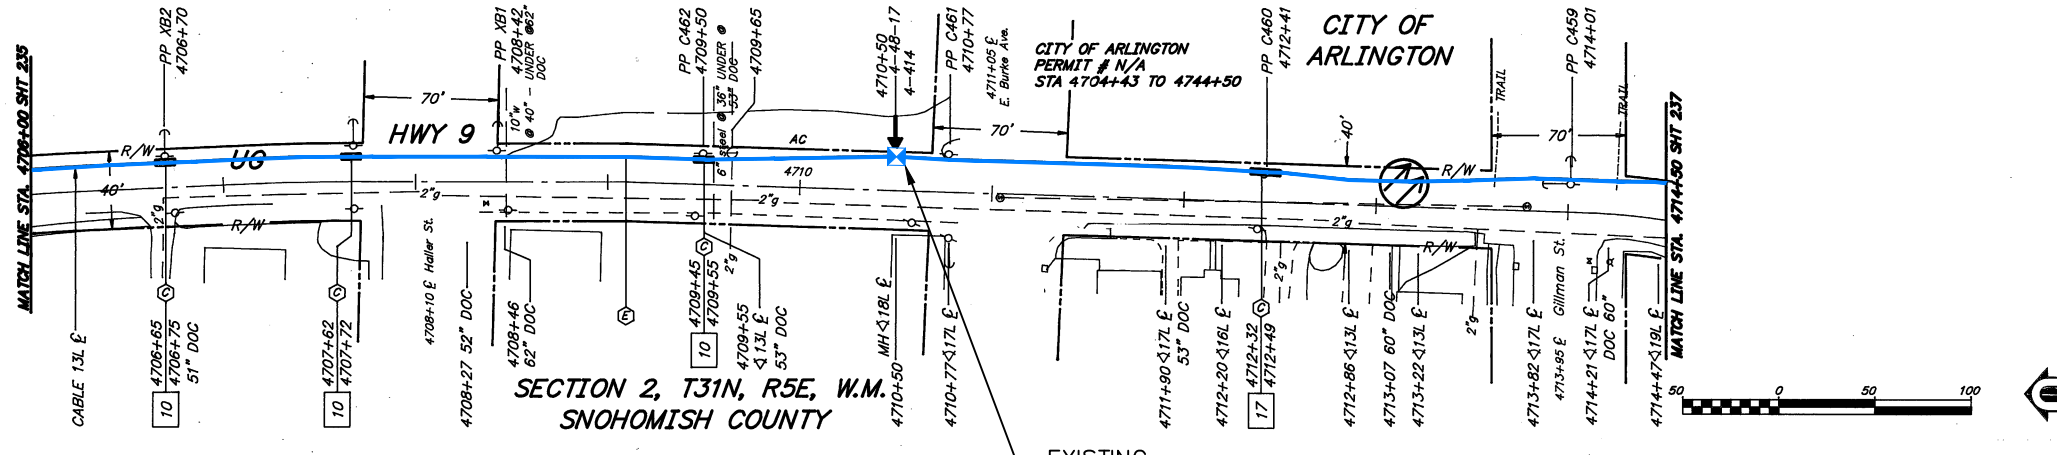 MATCH LINE STA. 4706+00 SHT 235
PP XB2
4706+70
R/W
40'
UG
70'
HWY 9
PP XB1
4708+42
10"W UNDER @62"
@ 40" - DOC
PP C462
4709+50
6" steel @ 36" UNDER @
53" DOC
4709+65
AC
4710+50
4-48-17
4-414
PP C461
4710+77
4711+05 ℄
E. Burke Ave.
70'
CITY OF ARLINGTON
PERMIT # N/A
STA 4704+43 TO 4744+50
PP C460
4712+41
CITY OF
ARLINGTON
40'
R/W
TRAIL
PP C459
4714+01
70'
TRAIL
MATCH LINE STA. 4714+50 SHT 237
4710
2"g
2"g
2"g
2"g
R/W
2"g
2"g
R/W
2"g
2"g
M
M
M
C
C
E
C
CABLE 13L ℄
4706+65
4706+75
51" DOC
10
4707+62
4707+72
10
4708+10 ℄ Haller St.
4708+27 52" DOC
4708+46
62" DOC
4709+45
4709+55
10
4709+55
◁13L ℄
53" DOC
4710+50 MH◁18L ℄
4710+77◁17L ℄
4711+90◁17L ℄
53" DOC
4712+20◁16L ℄
4712+32
4712+49
17
4712+86◁13L ℄
4713+07 60" DOC
4713+22◁13L ℄
4713+82◁17L ℄
4713+95 ℄ Gillman St.
4714+21◁17L ℄
DOC 60"
4714+47◁19L ℄
SECTION 2, T31N, R5E, W.M.
SNOHOMISH COUNTY
50 0 50 100
EXISTING